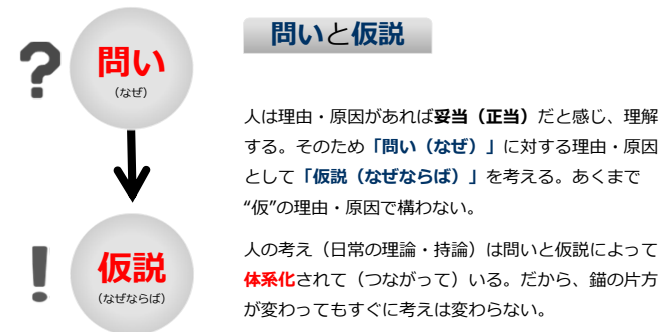 ?
問い
(なぜ)
!
仮説
(なぜならば)
問いと仮説
人は理由・原因があれば妥当（正当）だと感じ、理解
する。そのため「問い（なぜ）」に対する理由・原因
として「仮説（なぜならば）」を考える。あくまで
“仮”の理由・原因で構わない。
人の考え（日常の理論・持論）は問いと仮説によって
体系化されて（つながって）いる。だから、錨の片方
が変わってもすぐに考えは変わらない。